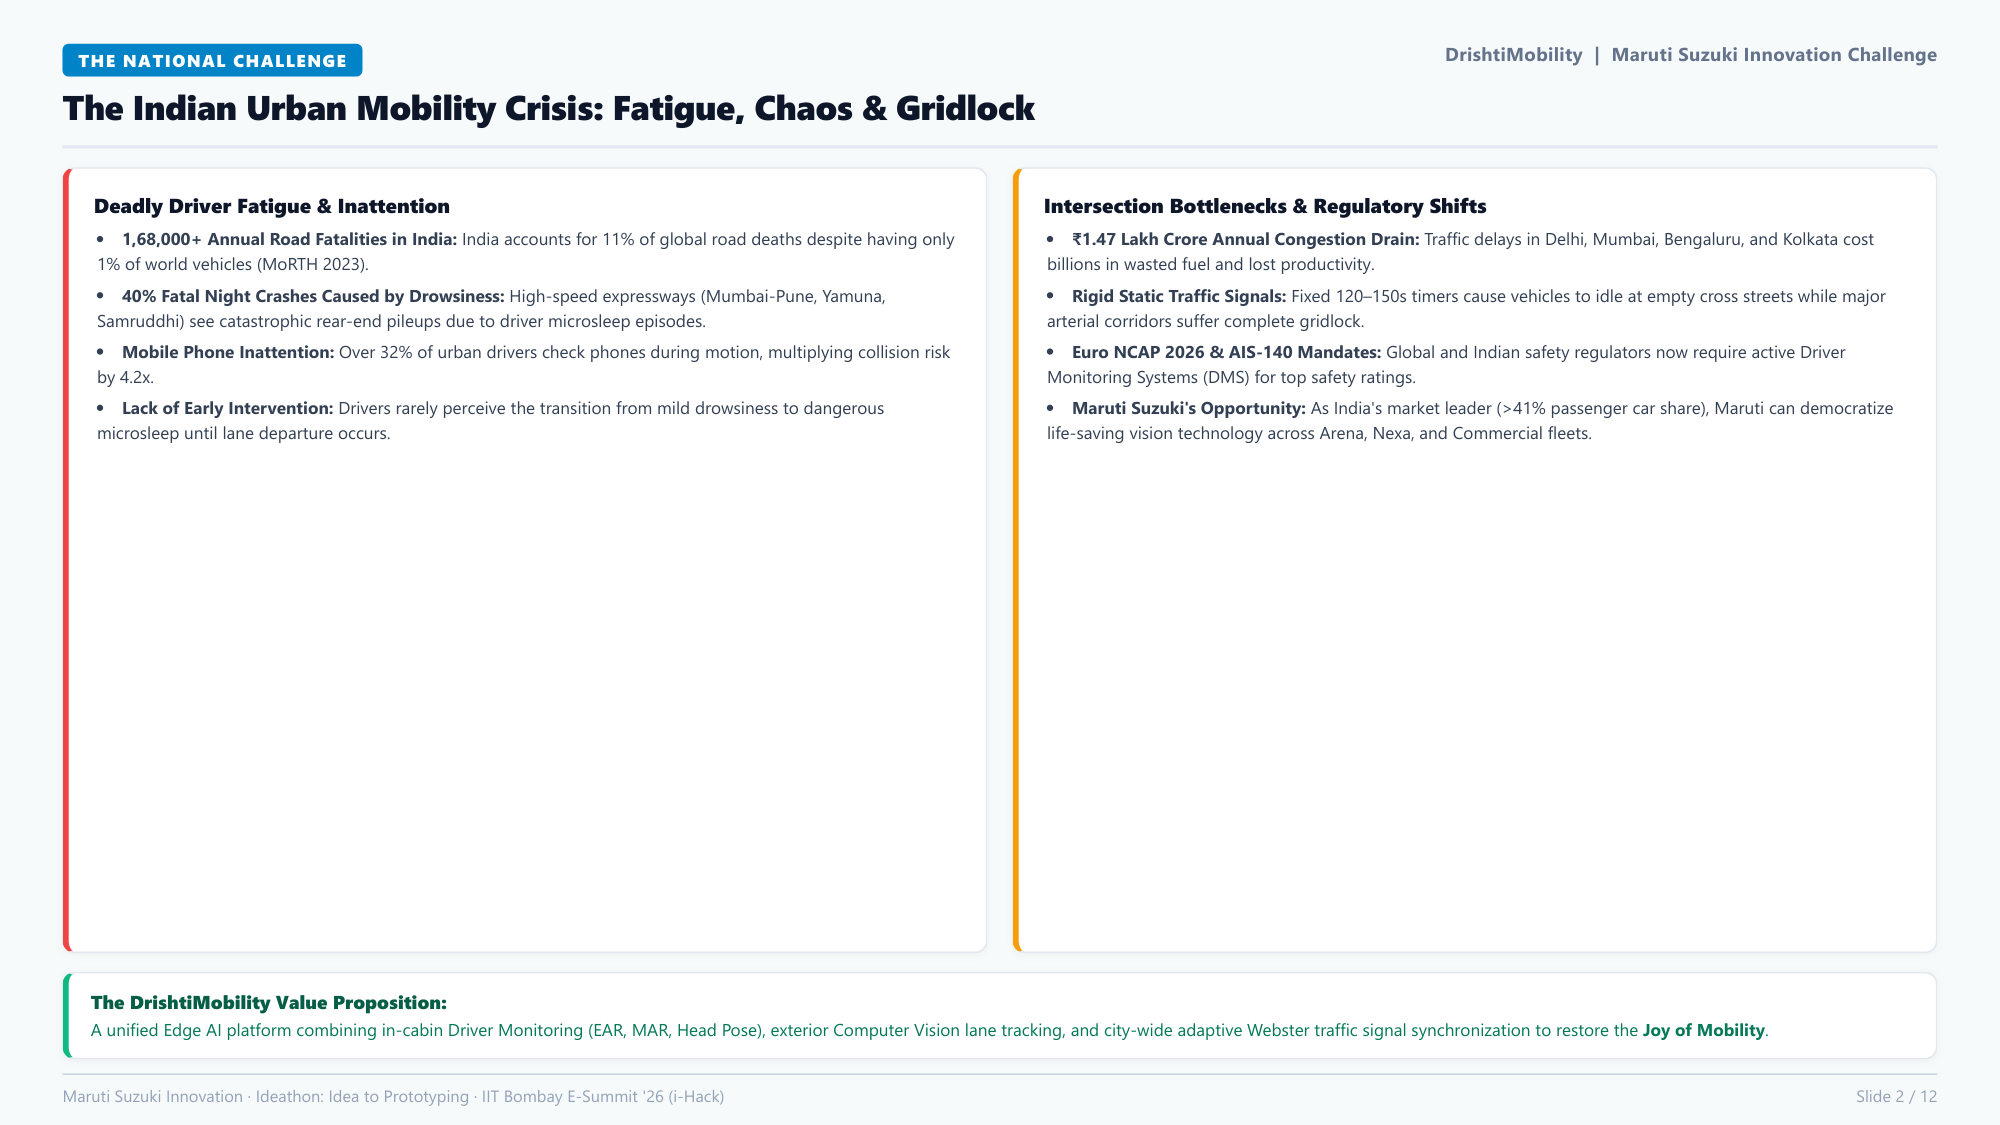 THE NATIONAL CHALLENGE
DrishtiMobility | Maruti Suzuki Innovation Challenge
The Indian Urban Mobility Crisis: Fatigue, Chaos & Gridlock
Deadly Driver Fatigue & Inattention
• 1,68,000+ Annual Road Fatalities in India: India accounts for 11% of global road deaths despite having only
1% of world vehicles (MoRTH 2023).
• 40% Fatal Night Crashes Caused by Drowsiness: High-speed expressways (Mumbai-Pune, Yamuna,
Samruddhi) see catastrophic rear-end pileups due to driver microsleep episodes.
• Mobile Phone Inattention: Over 32% of urban drivers check phones during motion, multiplying collision risk
by 4.2x.
• Lack of Early Intervention: Drivers rarely perceive the transition from mild drowsiness to dangerous
microsleep until lane departure occurs.
Intersection Bottlenecks & Regulatory Shifts
• ₹1.47 Lakh Crore Annual Congestion Drain: Traffic delays in Delhi, Mumbai, Bengaluru, and Kolkata cost
billions in wasted fuel and lost productivity.
• Rigid Static Traffic Signals: Fixed 120–150s timers cause vehicles to idle at empty cross streets while major
arterial corridors suffer complete gridlock.
• Euro NCAP 2026 & AIS-140 Mandates: Global and Indian safety regulators now require active Driver
Monitoring Systems (DMS) for top safety ratings.
• Maruti Suzuki's Opportunity: As India's market leader (>41% passenger car share), Maruti can democratize
life-saving vision technology across Arena, Nexa, and Commercial fleets.
The DrishtiMobility Value Proposition:
A unified Edge AI platform combining in-cabin Driver Monitoring (EAR, MAR, Head Pose), exterior Computer Vision lane tracking, and city-wide adaptive Webster traffic signal synchronization to restore the Joy of Mobility.
Maruti Suzuki Innovation · Ideathon: Idea to Prototyping · IIT Bombay E-Summit '26 (i-Hack)
Slide 2 / 12